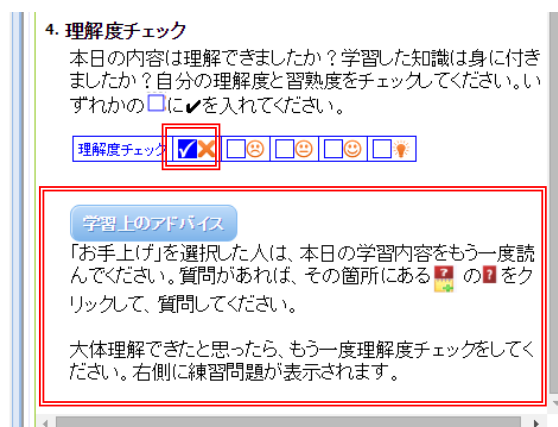 4. 理解度チェック
本日の内容は理解できましたか？学習した知識は身に付き
ましたか？自分の理解度と習熟度をチェックしてください。い
ずれかの□に✔を入れてください。
理解度チェック
学習上のアドバイス
「お手上げ」を選択した人は、本日の学習内容をもう一度読
んでください。質問があれば、その箇所にある の?をク
リックして、質問してください。
大体理解できたと思ったら、もう一度理解度チェックをしてく
ださい。右側に練習問題が表示されます。